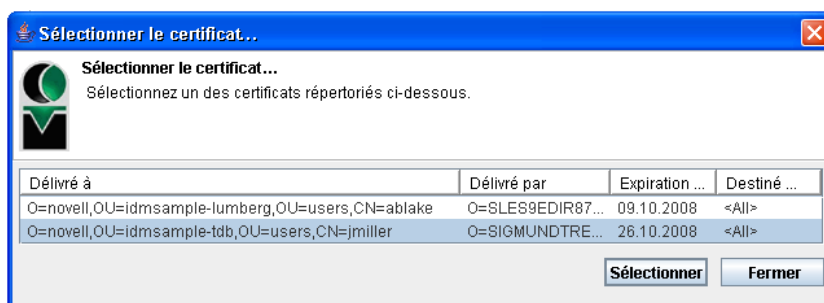 Sélectionner le certificat...
Sélectionner le certificat...
Sélectionnez un des certificats répertoriés ci-dessous.
Délivré à Délivré par Expiration ... Destiné ...
O=novell,OU=idmsample-lumberg,OU=users,CN=ablake O=SLES9EDIR87... 09.10.2008 <All>
O=novell,OU=idmsample-tdb,OU=users,CN=jmiller O=SIGMUNDTRE... 26.10.2008 <All>
Sélectionner Fermer